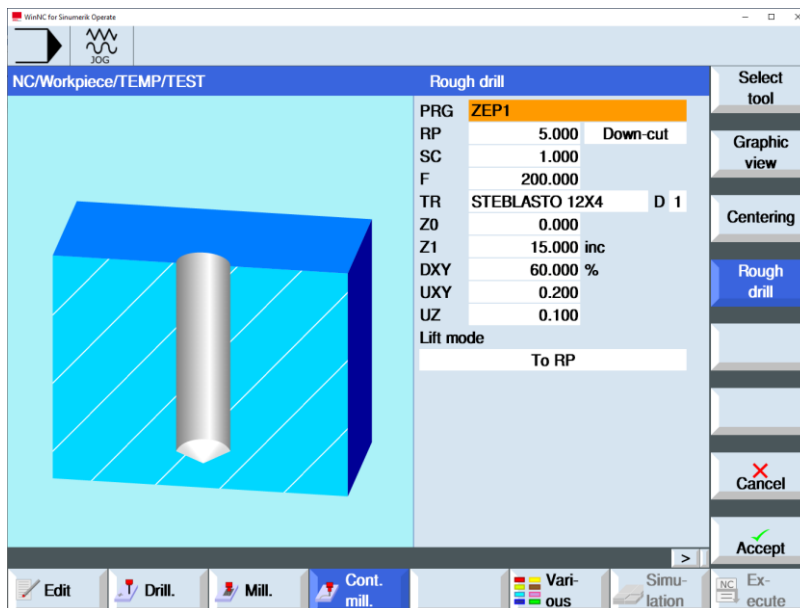 WinNC for Sinumerik Operate
JOG
NC/Workpiece/TEMP/TEST
Rough drill
PRG ZEP1
RP 5.000 Down-cut
SC 1.000
F 200.000
TR STEBLASTO 12X4 D 1
Z0 0.000
Z1 15.000 inc
DXY 60.000 %
UXY 0.200
UZ 0.100
Lift mode
To RP
Select
tool
Graphic
view
Centering
Rough
drill
Cancel
Accept
>
Edit
Drill.
Mill.
Cont.
mill.
Vari-
ous
Simu-
lation
NC
Ex-
ecute